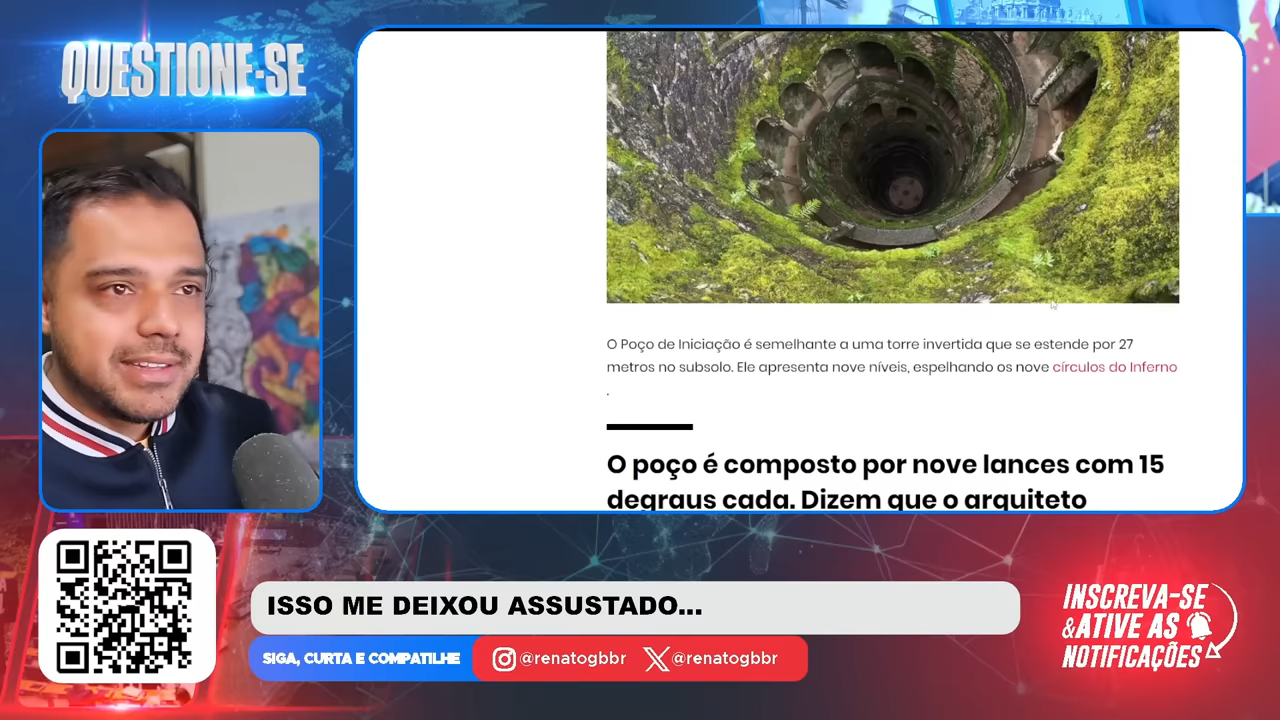 QUESTIONE-SE
O Poço de Iniciação é semelhante a uma torre invertida que se estende por 27
metros no subsolo. Ele apresenta nove níveis, espelhando os nove círculos do Inferno
.
O poço é composto por nove lances com 15
degraus cada. Dizem que o arquiteto
ISSO ME DEIXOU ASSUSTADO...
SIGA, CURTA E COMPATILHE
@renatogbbr
@renatogbbr
INSCREVA-SE
&ATIVE AS
NOTIFICAÇÕES